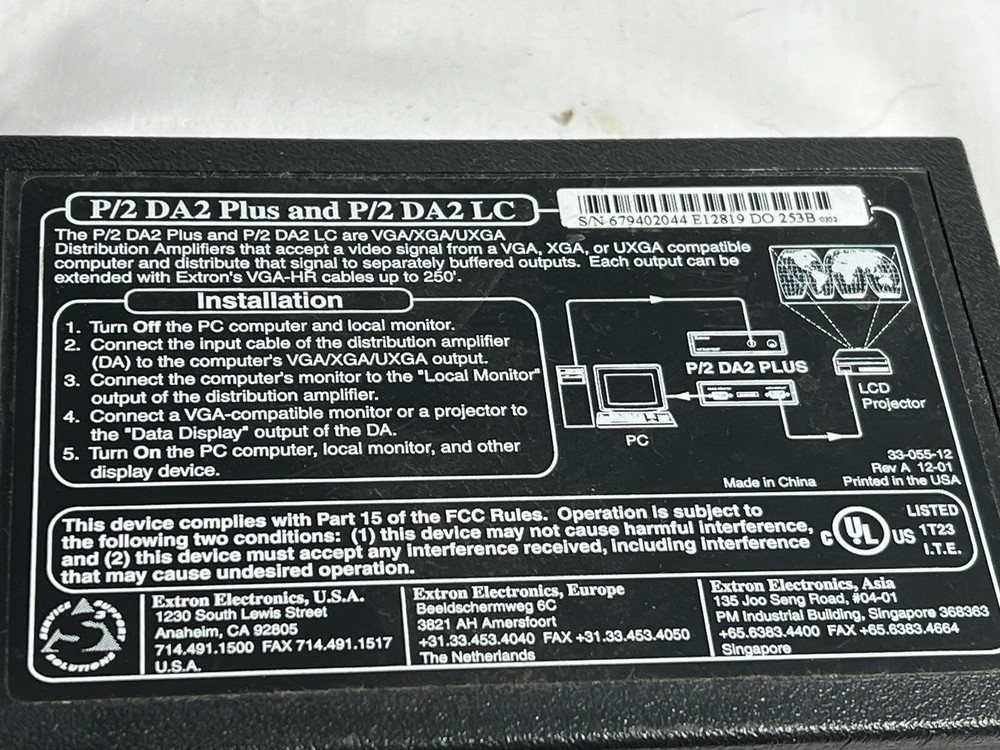 P/2 DA2 Plus and P/2 DA2 LC
S/N 679402044 E12819 DO 253B 0202
The P/2 DA2 Plus and P/2 DA2 LC are VGA/XGA/UXGA
Distribution Amplifiers that accept a video signal from a VGA, XGA, or UXGA compatible
computer and distribute that signal to separately buffered outputs. Each output can be
extended with Extron's VGA-HR cables up to 250'.
Installation
1. Turn Off the PC computer and local monitor.
2. Connect the input cable of the distribution amplifier
(DA) to the computer's VGA/XGA/UXGA output.
3. Connect the computer's monitor to the "Local Monitor"
output of the distribution amplifier.
4. Connect a VGA-compatible monitor or a projector to
the "Data Display" output of the DA.
5. Turn On the PC computer, local monitor, and other
display device.
P/2 DA2 PLUS
PC
LCD
Projector
33-055-12
Rev A 12-01
Made in China Printed in the USA
This device complies with Part 15 of the FCC Rules. Operation is subject to
the following two conditions: (1) this device may not cause harmful interference,
and (2) this device must accept any interference received, including interference
that may cause undesired operation.
C UL US
LISTED
1T23
I.T.E.
SERVICE SUPPORT SOLUTIONS
Extron Electronics, U.S.A.
1230 South Lewis Street
Anaheim, CA 92805
714.491.1500 FAX 714.491.1517
U.S.A.
Extron Electronics, Europe
Beeldschermweg 6C
3821 AH Amersfoort
+31.33.453.4040 FAX +31.33.453.4050
The Netherlands
Extron Electronics, Asia
135 Joo Seng Road, #04-01
PM Industrial Building, Singapore 368363
+65.6383.4400 FAX +65.6383.4664
Singapore